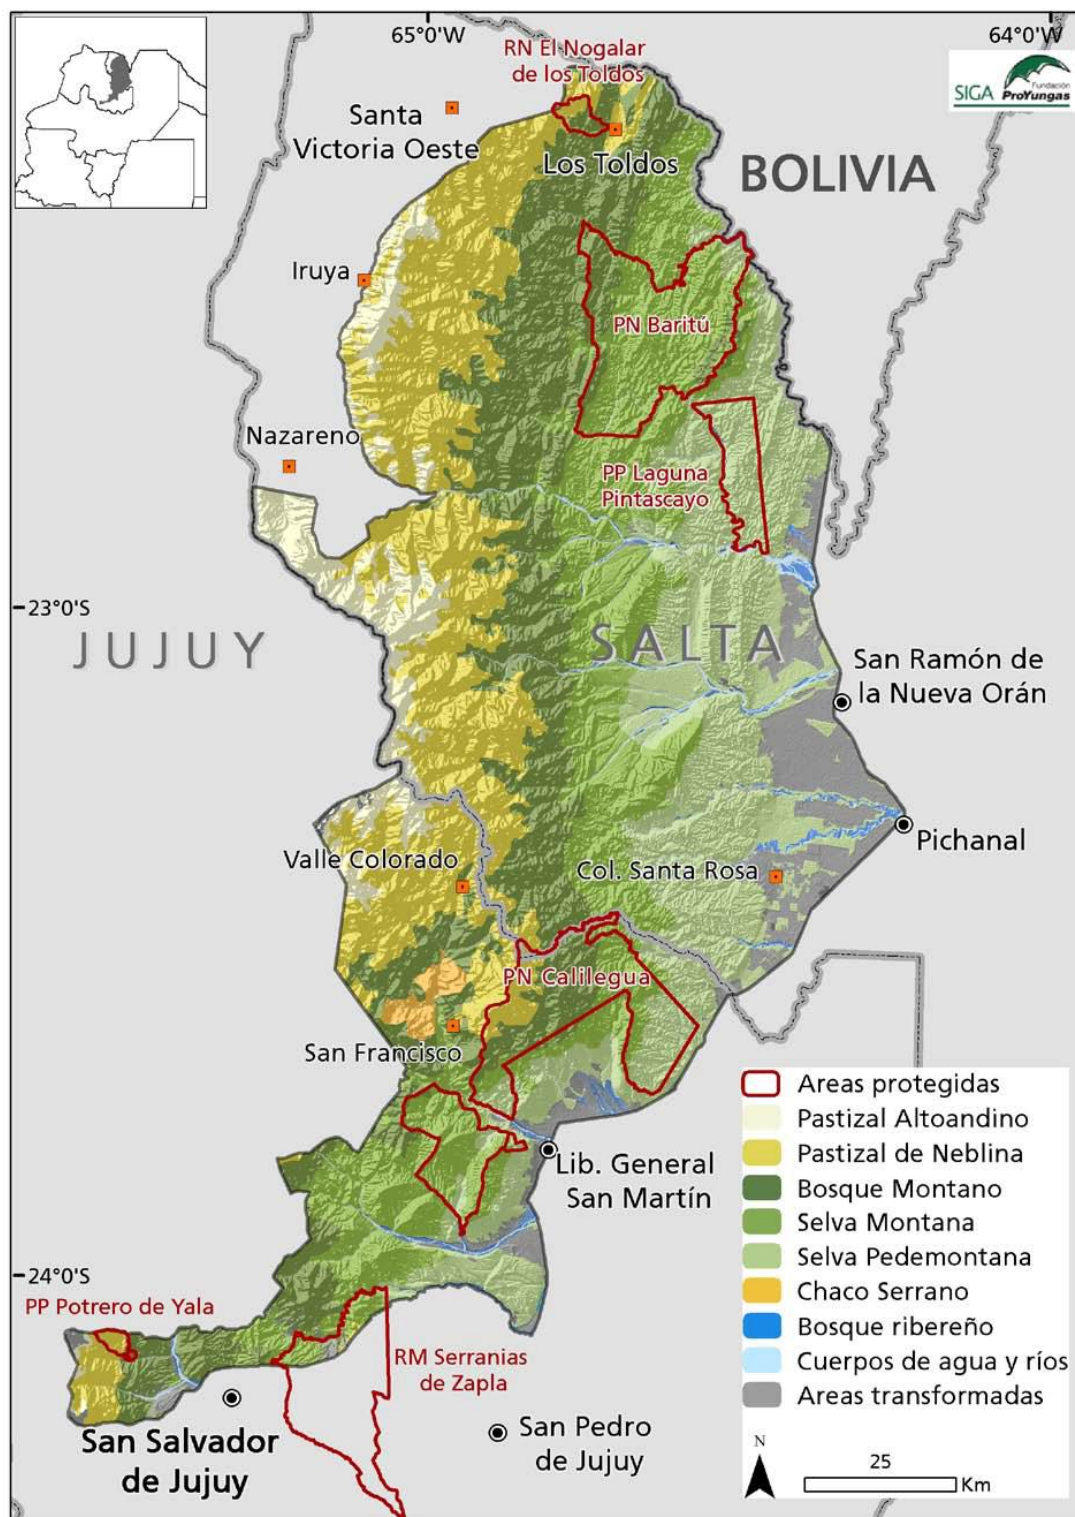 65°0'W
64°0'W
RN El Nogalar
de los Toldos
SIGA
Fundación
ProYungas
Santa
Victoria Oeste
Los Toldos
BOLIVIA
Iruya
PN Baritú
Nazareno
PP Laguna
Pintascayo
23°0'S
JUJUY
SALTA
San Ramón de
la Nueva Orán
Valle Colorado
Col. Santa Rosa
Pichanal
PN Calilegua
San Francisco
Lib. General
San Martín
24°0'S
PP Potrero de Yala
RM Serranias
de Zapla
San Salvador
de Jujuy
San Pedro
de Jujuy
Areas protegidas
Pastizal Altoandino
Pastizal de Neblina
Bosque Montano
Selva Montana
Selva Pedemontana
Chaco Serrano
Bosque ribereño
Cuerpos de agua y ríos
Areas transformadas
N
25
Km